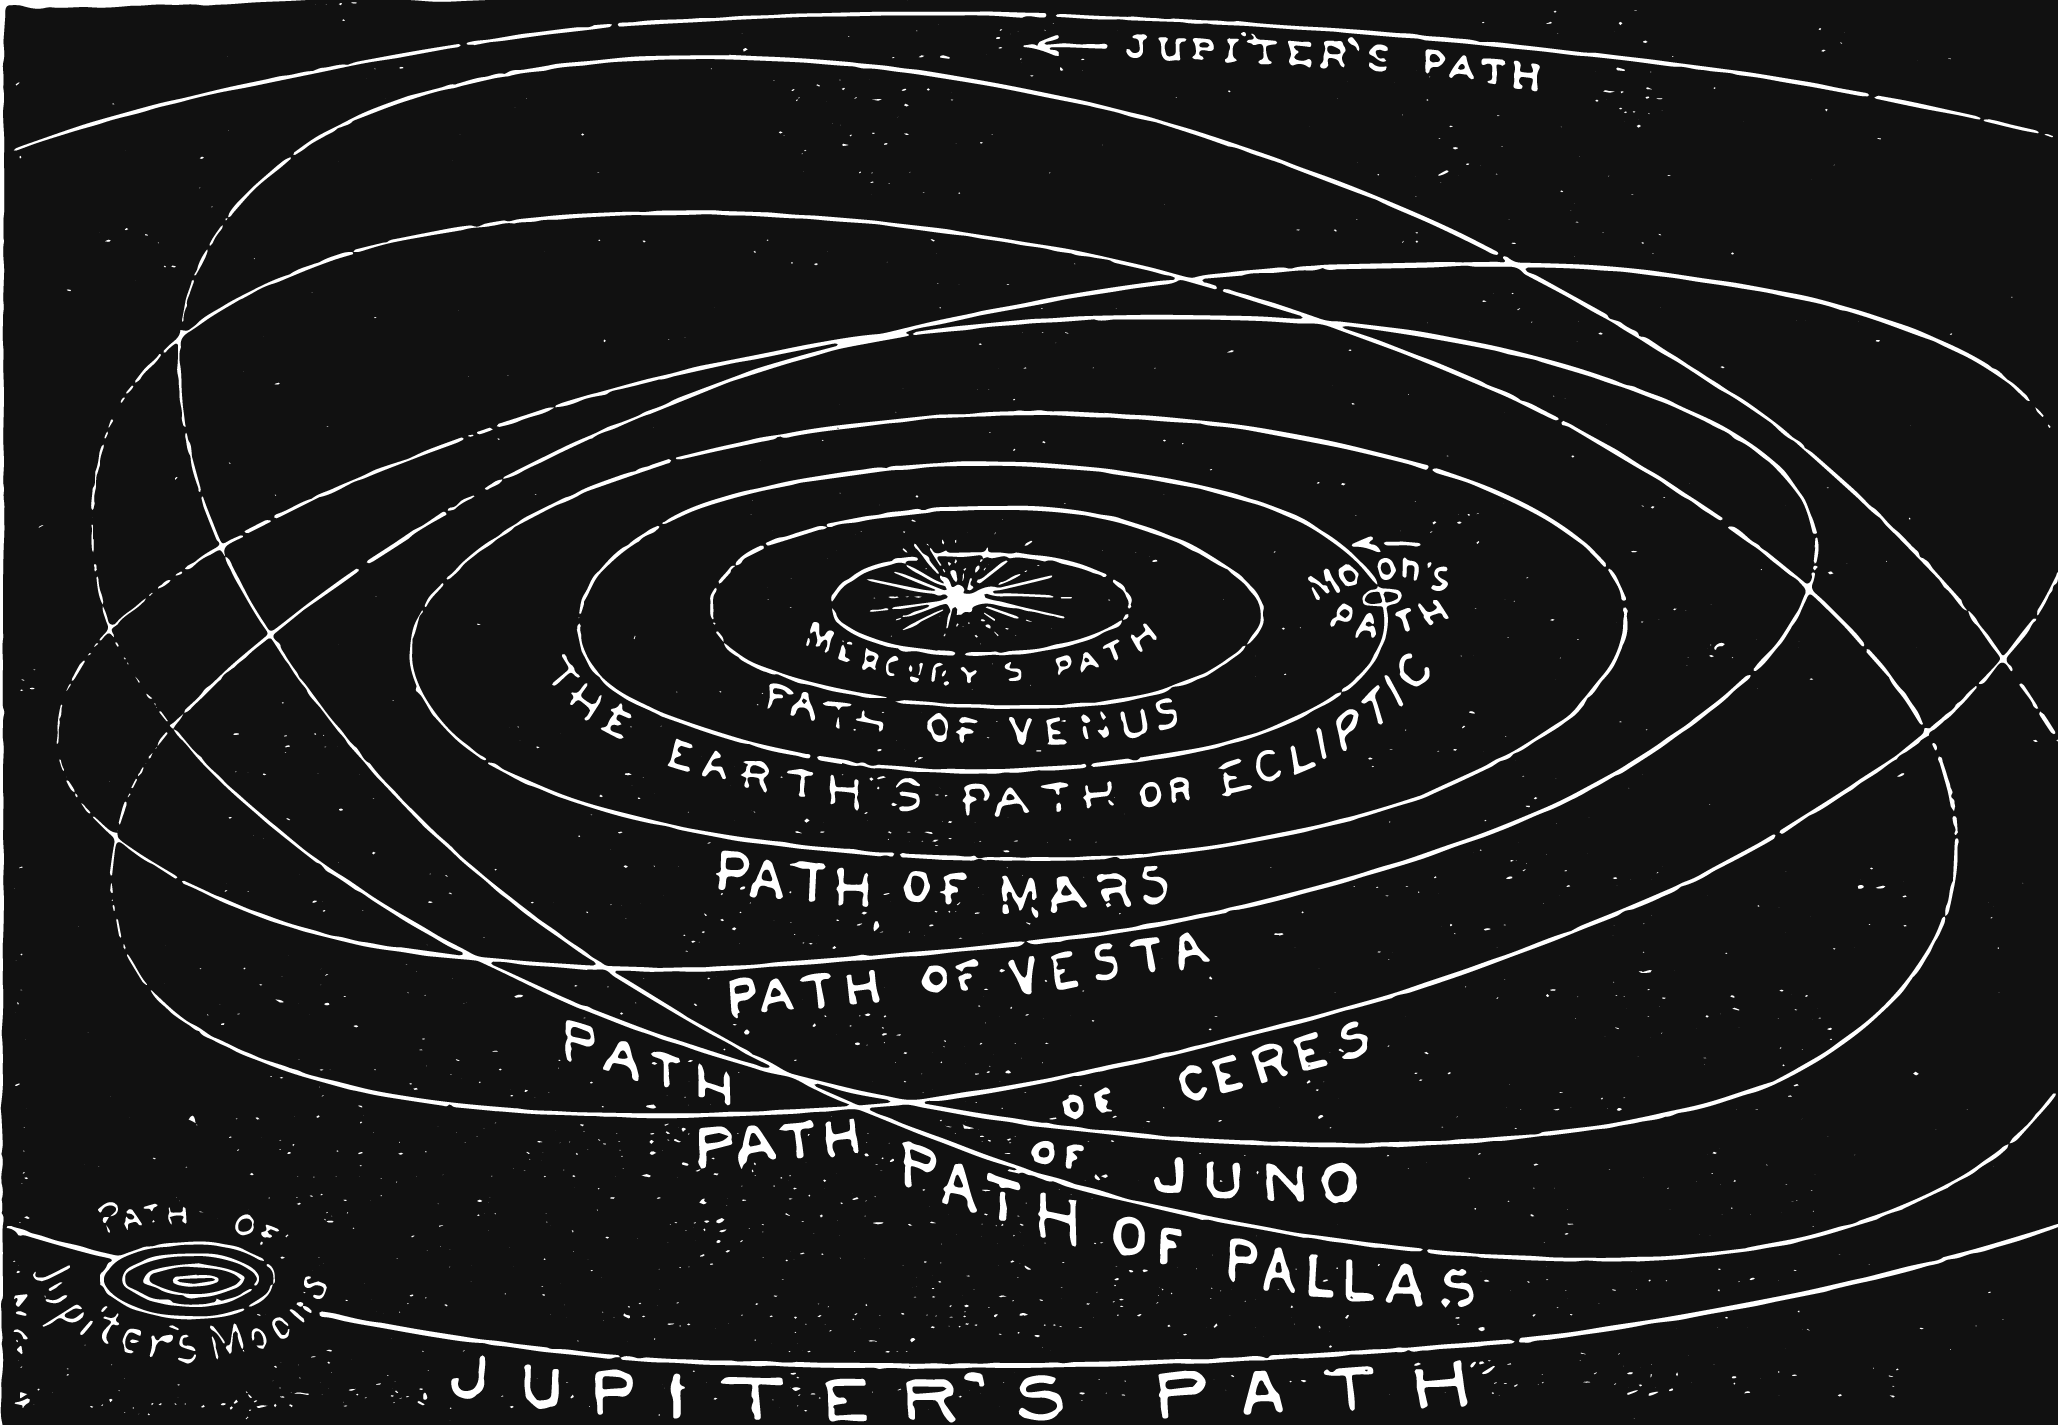 JUPITER'S PATH
MOON'S
PATH
MERCURY'S PATH
PATH OF VENUS
THE EARTH'S PATH OR ECLIPTIC
PATH OF MARS
PATH OF VESTA
PATH OF CERES
PATH OF JUNO
PATH OF PALLAS
PATH OF
Jupiter's Moons
JUPITER'S PATH